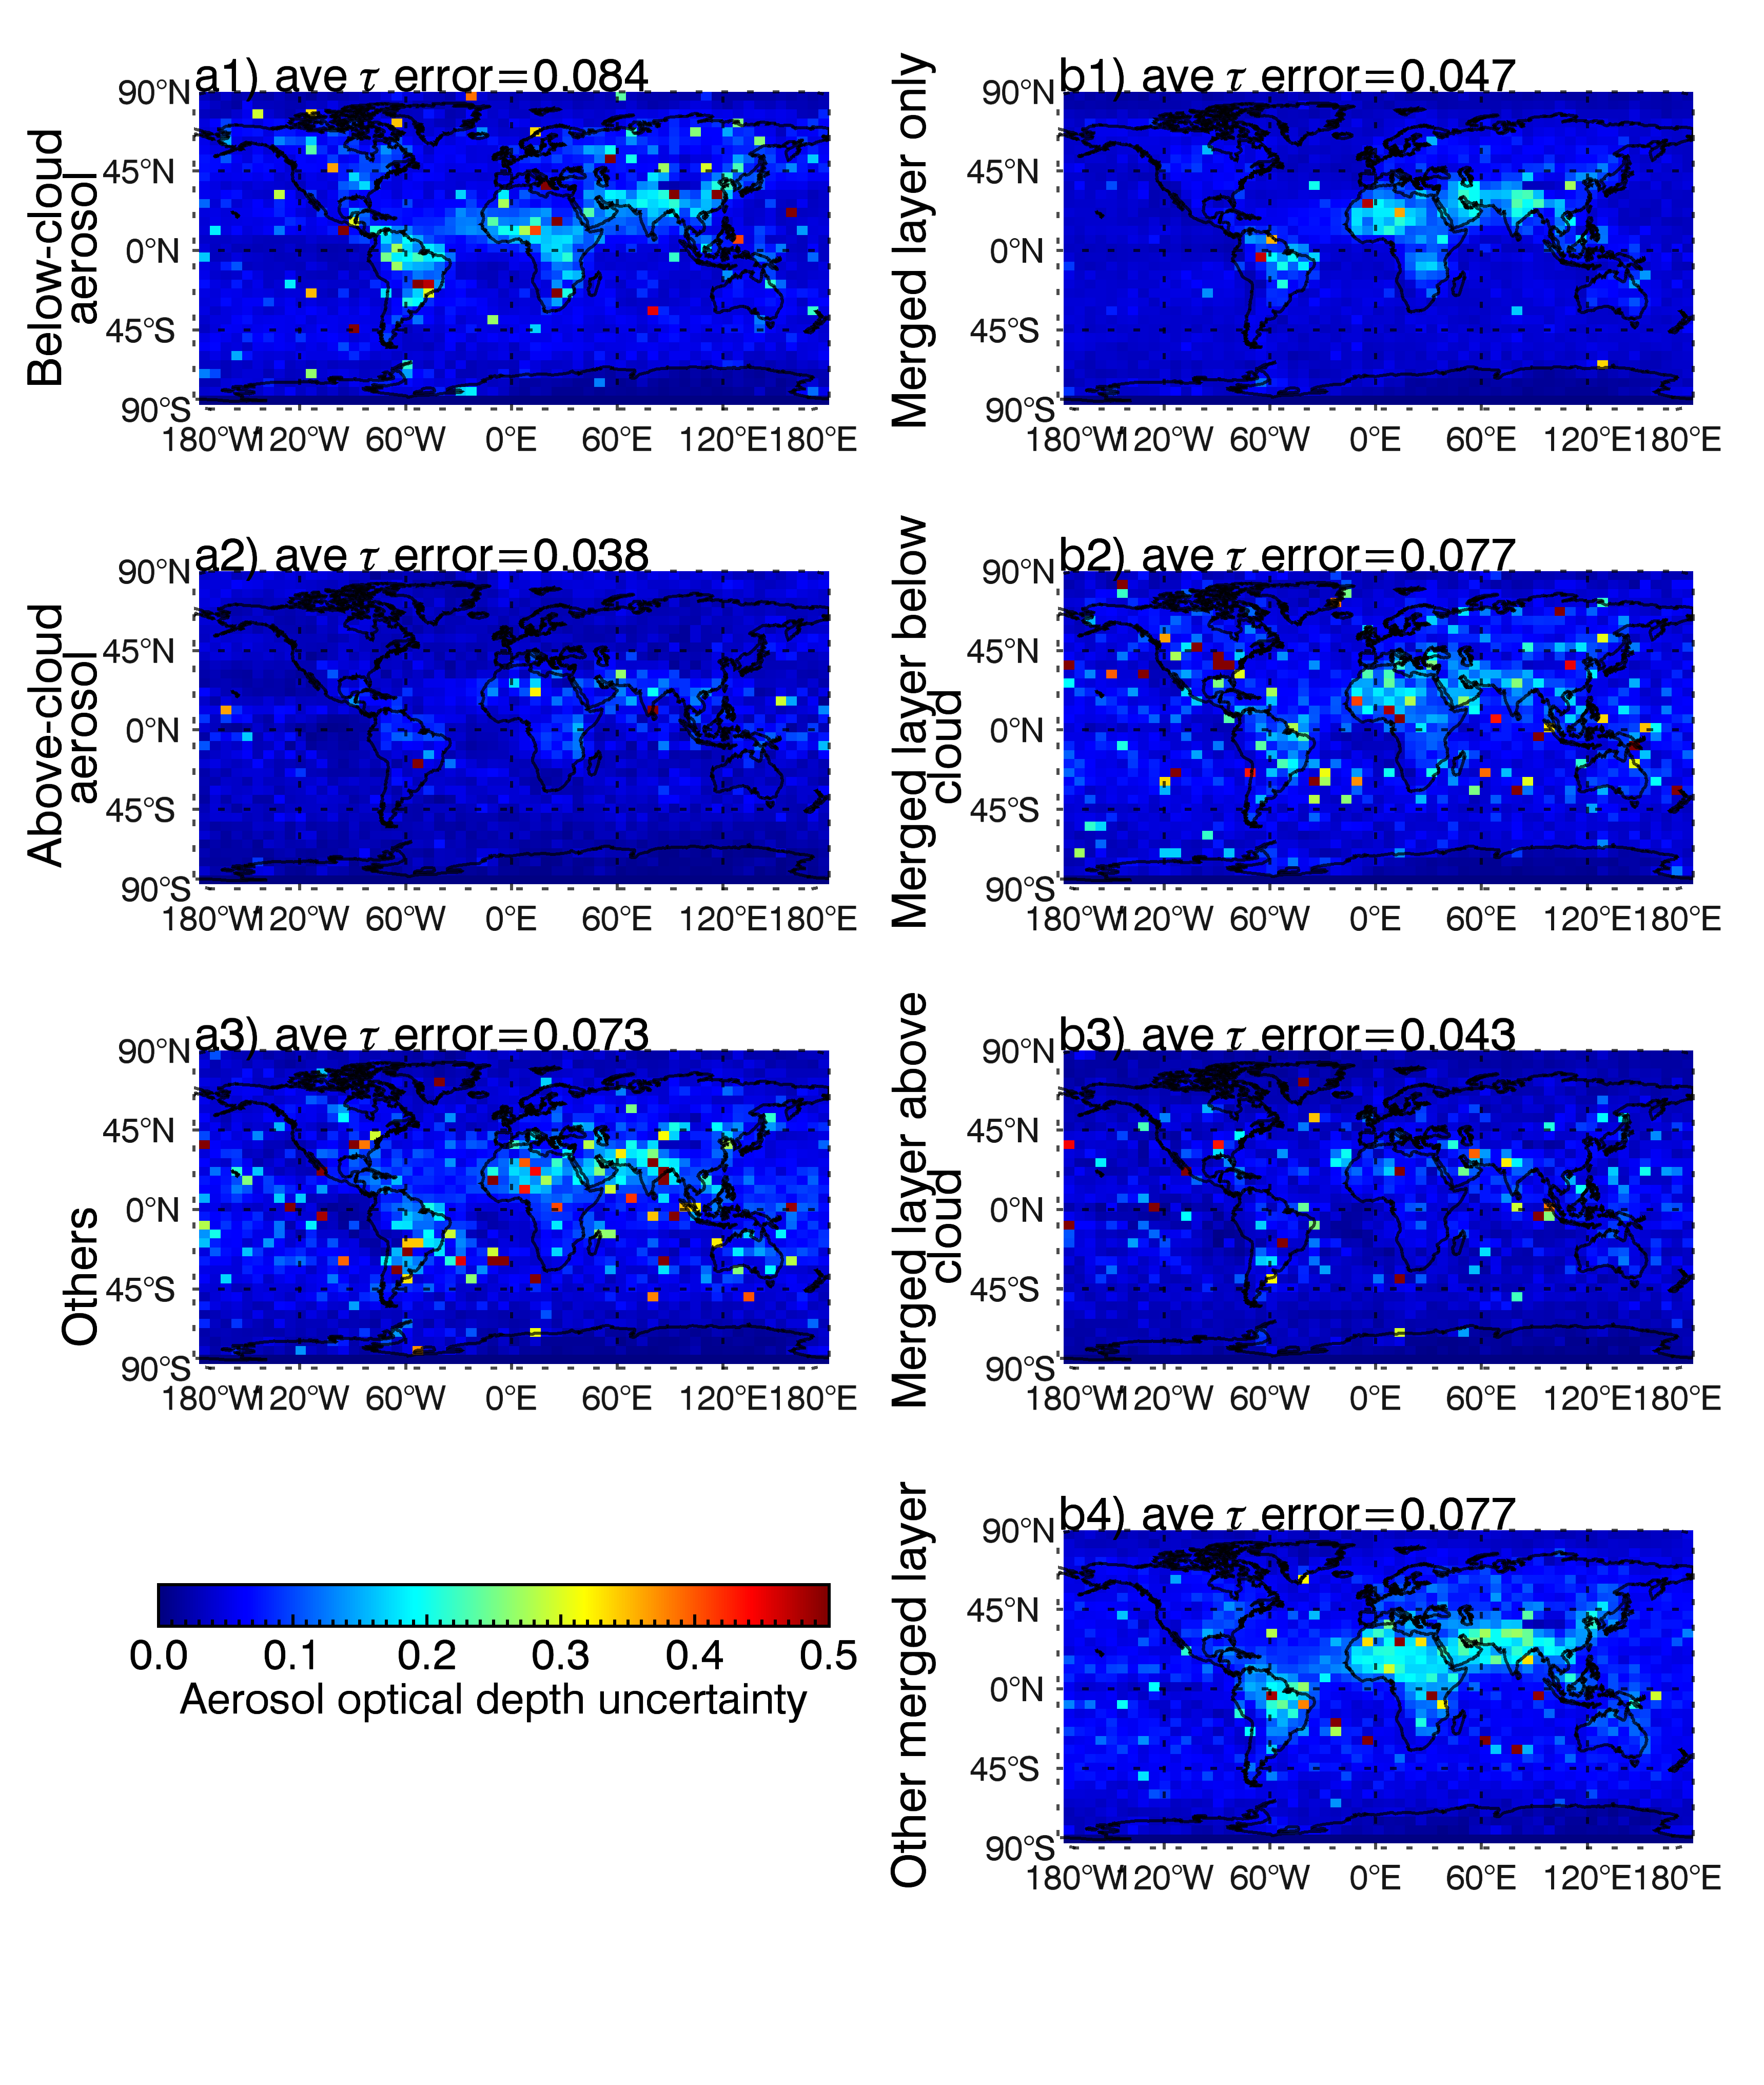 a1) ave τ error=0.084
Below-cloud
aerosol
90°N
45°N
0°N
45°S
90°S
180°W
120°W
60°W
0°E
60°E
120°E
180°E
b1) ave τ error=0.047
Merged layer only
90°N
45°N
0°N
45°S
90°S
180°W
120°W
60°W
0°E
60°E
120°E
180°E
a2) ave τ error=0.038
Above-cloud
aerosol
90°N
45°N
0°N
45°S
90°S
180°W
120°W
60°W
0°E
60°E
120°E
180°E
b2) ave τ error=0.077
Merged layer below
cloud
90°N
45°N
0°N
45°S
90°S
180°W
120°W
60°W
0°E
60°E
120°E
180°E
a3) ave τ error=0.073
Others
90°N
45°N
0°N
45°S
90°S
180°W
120°W
60°W
0°E
60°E
120°E
180°E
b3) ave τ error=0.043
Merged layer above
cloud
90°N
45°N
0°N
45°S
90°S
180°W
120°W
60°W
0°E
60°E
120°E
180°E
0.0 0.1 0.2 0.3 0.4 0.5
Aerosol optical depth uncertainty
b4) ave τ error=0.077
Other merged layer
90°N
45°N
0°N
45°S
90°S
180°W
120°W
60°W
0°E
60°E
120°E
180°E